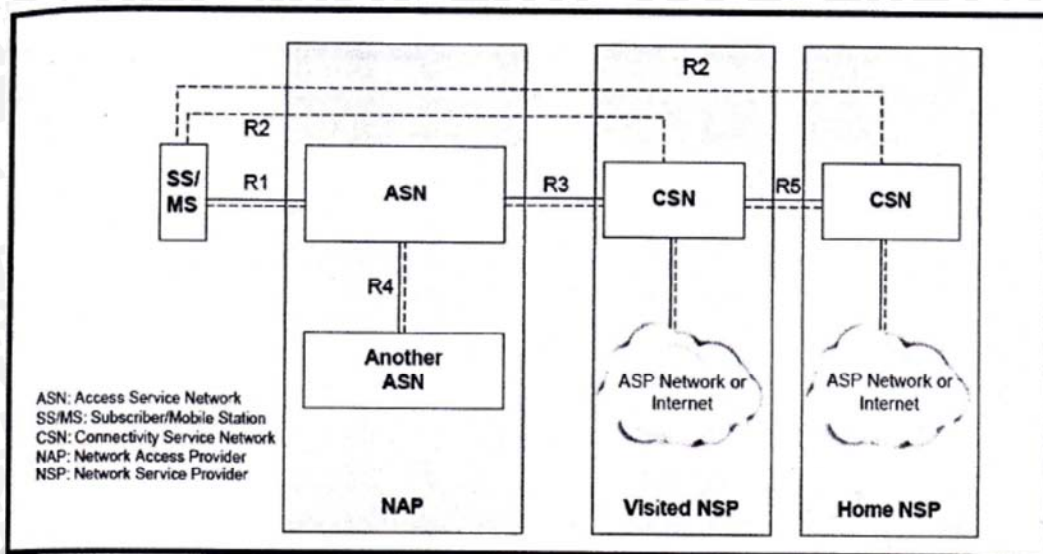 R2
R2
SS/
MS
R1
ASN
R3
CSN
R5
CSN
R4
Another
ASN
ASP Network or
Internet
ASP Network or
Internet
ASN: Access Service Network
SS/MS: Subscriber/Mobile Station
CSN: Connectivity Service Network
NAP: Network Access Provider
NSP: Network Service Provider
NAP
Visited NSP
Home NSP